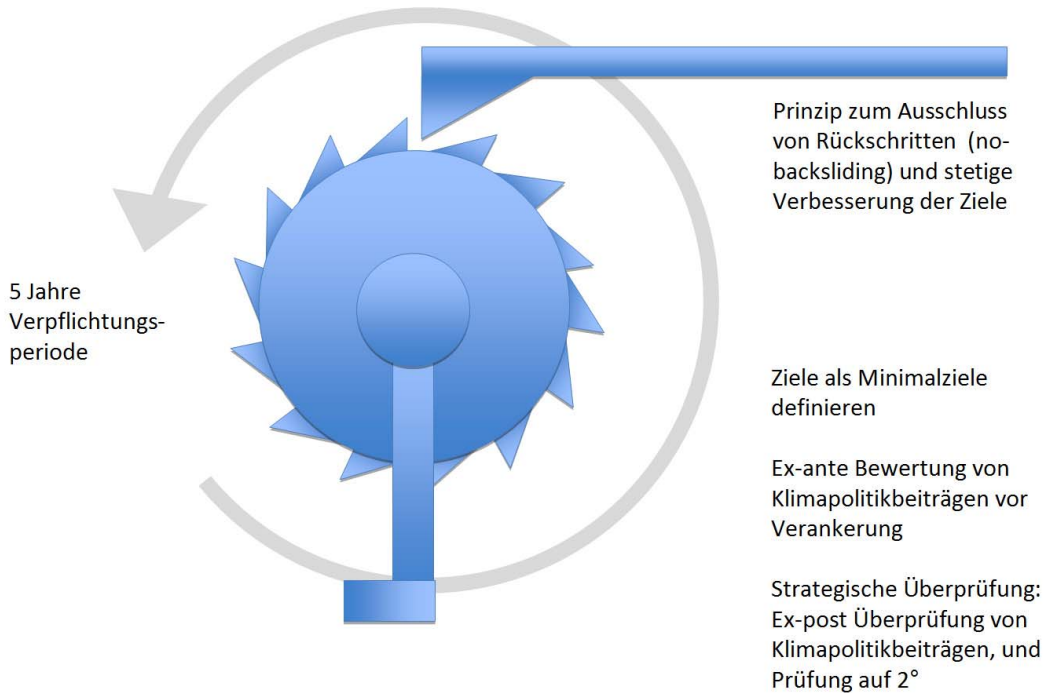 Prinzip zum Ausschluss
von Rückschritten  (no-
backsliding) und stetige
Verbesserung der Ziele
5 Jahre
Verpflichtungs-
periode
Ziele als Minimalziele
definieren
Ex-ante Bewertung von
Klimapolitikbeiträgen vor
Verankerung
Strategische Überprüfung:
Ex-post Überprüfung von
Klimapolitikbeiträgen, und
Prüfung auf 2°